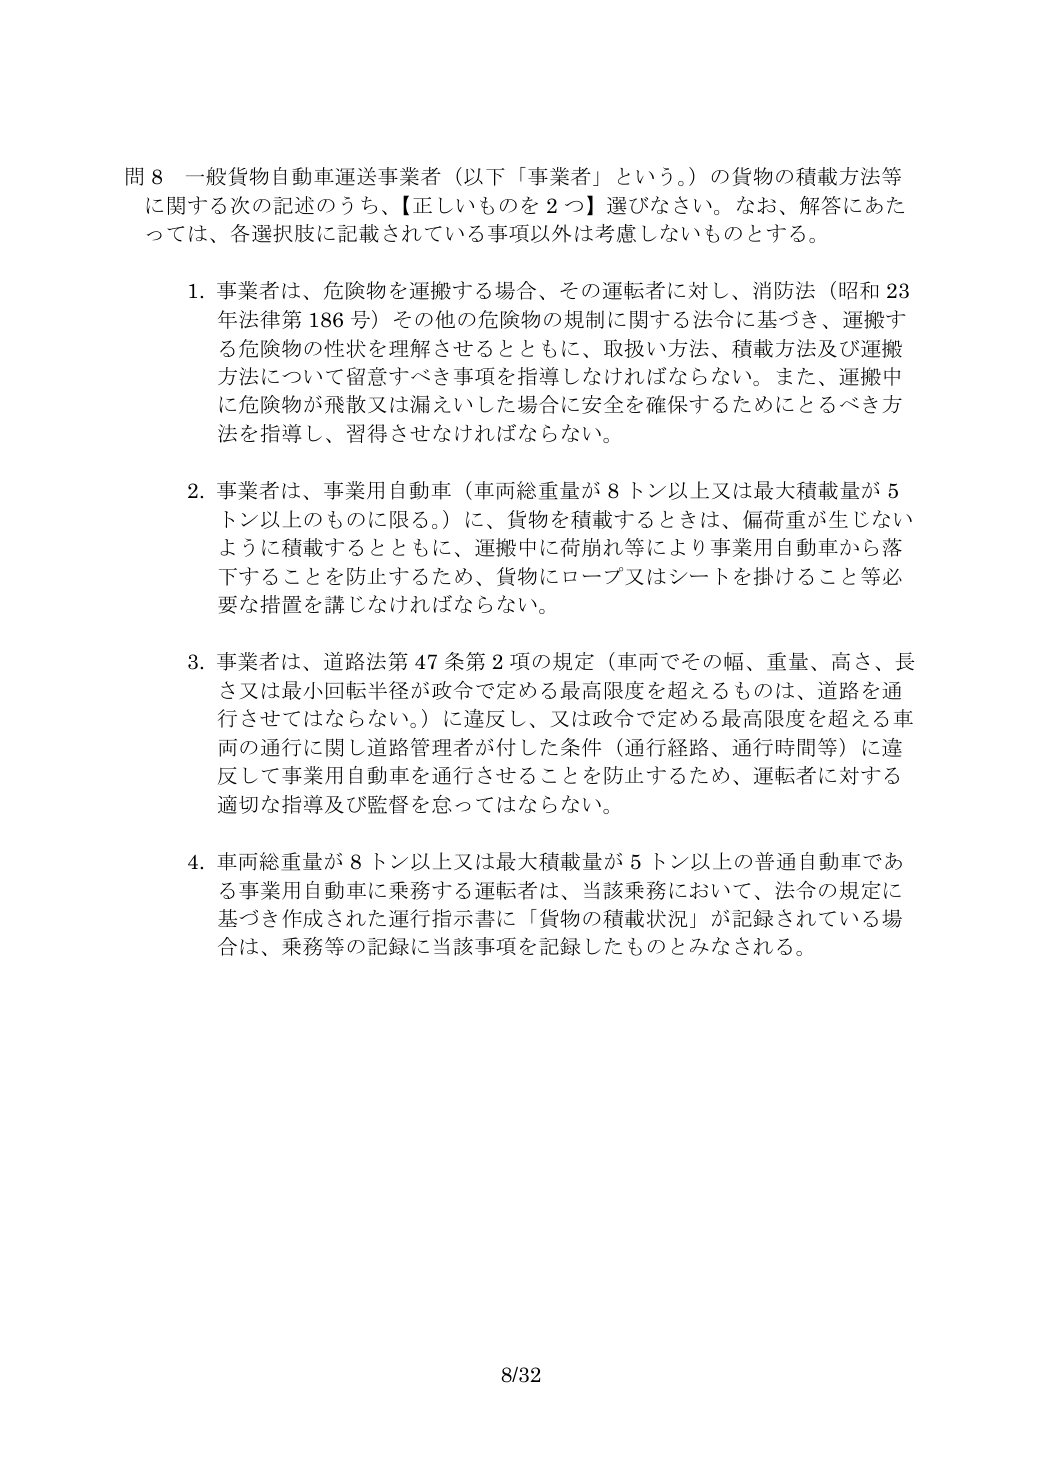 問 8　一般貨物自動車運送事業者（以下「事業者」という。）の貨物の積載方法等
に関する次の記述のうち、【正しいものを 2 つ】選びなさい。なお、解答にあた
っては、各選択肢に記載されている事項以外は考慮しないものとする。
1. 事業者は、危険物を運搬する場合、その運転者に対し、消防法（昭和 23
年法律第 186 号）その他の危険物の規制に関する法令に基づき、運搬す
る危険物の性状を理解させるとともに、取扱い方法、積載方法及び運搬
方法について留意すべき事項を指導しなければならない。また、運搬中
に危険物が飛散又は漏えいした場合に安全を確保するためにとるべき方
法を指導し、習得させなければならない。
2. 事業者は、事業用自動車（車両総重量が 8 トン以上又は最大積載量が 5
トン以上のものに限る。）に、貨物を積載するときは、偏荷重が生じない
ように積載するとともに、運搬中に荷崩れ等により事業用自動車から落
下することを防止するため、貨物にロープ又はシートを掛けること等必
要な措置を講じなければならない。
3. 事業者は、道路法第 47 条第 2 項の規定（車両でその幅、重量、高さ、長
さ又は最小回転半径が政令で定める最高限度を超えるものは、道路を通
行させてはならない。）に違反し、又は政令で定める最高限度を超える車
両の通行に関し道路管理者が付した条件（通行経路、通行時間等）に違
反して事業用自動車を通行させることを防止するため、運転者に対する
適切な指導及び監督を怠ってはならない。
4. 車両総重量が 8 トン以上又は最大積載量が 5 トン以上の普通自動車であ
る事業用自動車に乗務する運転者は、当該乗務において、法令の規定に
基づき作成された運行指示書に「貨物の積載状況」が記録されている場
合は、乗務等の記録に当該事項を記録したものとみなされる。
8/32